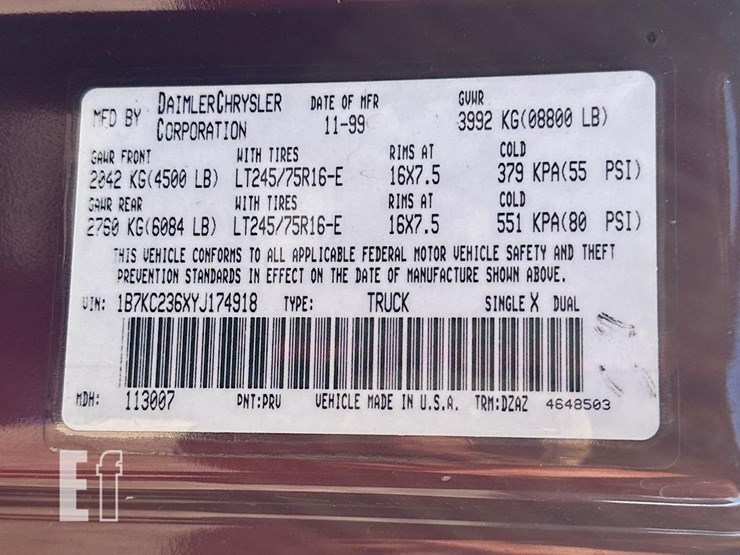 MFD BY DAIMLERCHRYSLER CORPORATION DATE OF MFR 11-99 GVWR 3992 KG(08800 LB)
GAWR FRONT WITH TIRES RIMS AT COLD
2042 KG(4500 LB) LT245/75R16-E 16X7.5 379 KPA(55 PSI)
GAWR REAR WITH TIRES RIMS AT COLD
2760 KG(6084 LB) LT245/75R16-E 16X7.5 551 KPA(80 PSI)
THIS VEHICLE CONFORMS TO ALL APPLICABLE FEDERAL MOTOR VEHICLE SAFETY AND THEFT
PREVENTION STANDARDS IN EFFECT ON THE DATE OF MANUFACTURE SHOWN ABOVE.
VIN: 1B7KC236XYJ174918 TYPE: TRUCK SINGLE X DUAL
MDH: 113007 PNT:PRV VEHICLE MADE IN U.S.A. TRM:DZAZ 4648503
Ef